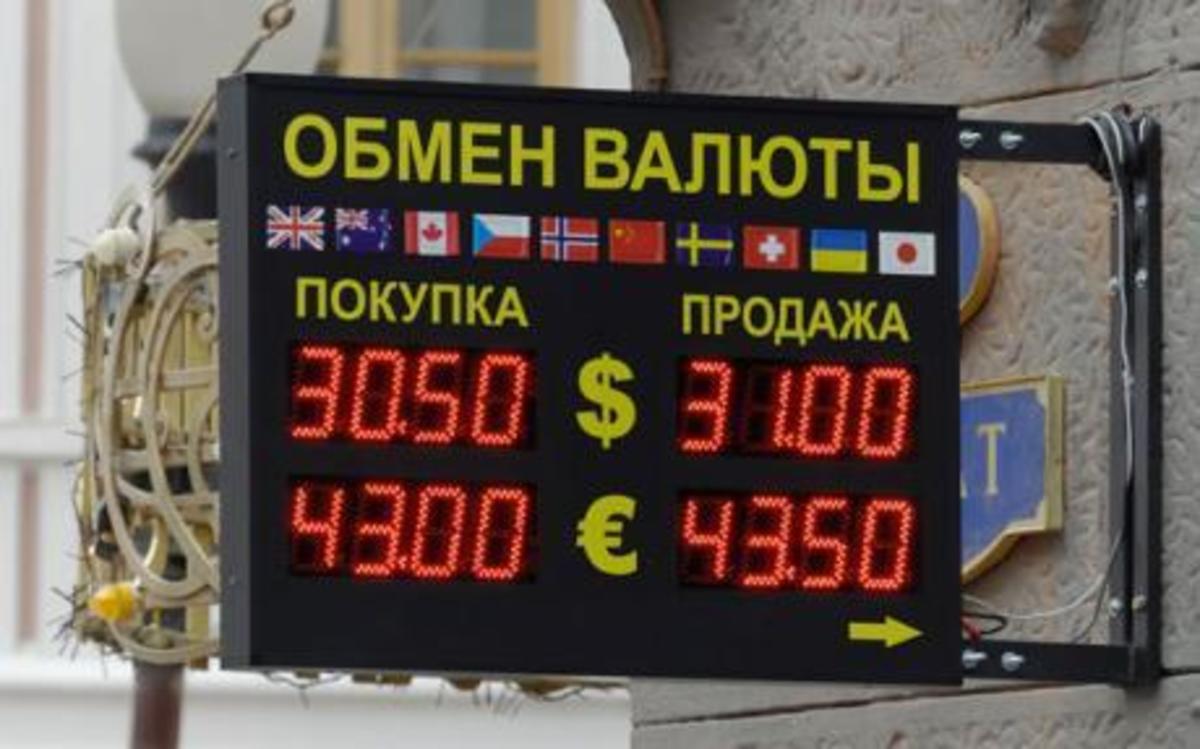 ОБМЕН ВАЛЮТЫ
ПОКУПКА ПРОДАЖА
30.50 $ 31.00
43.00 € 43.50